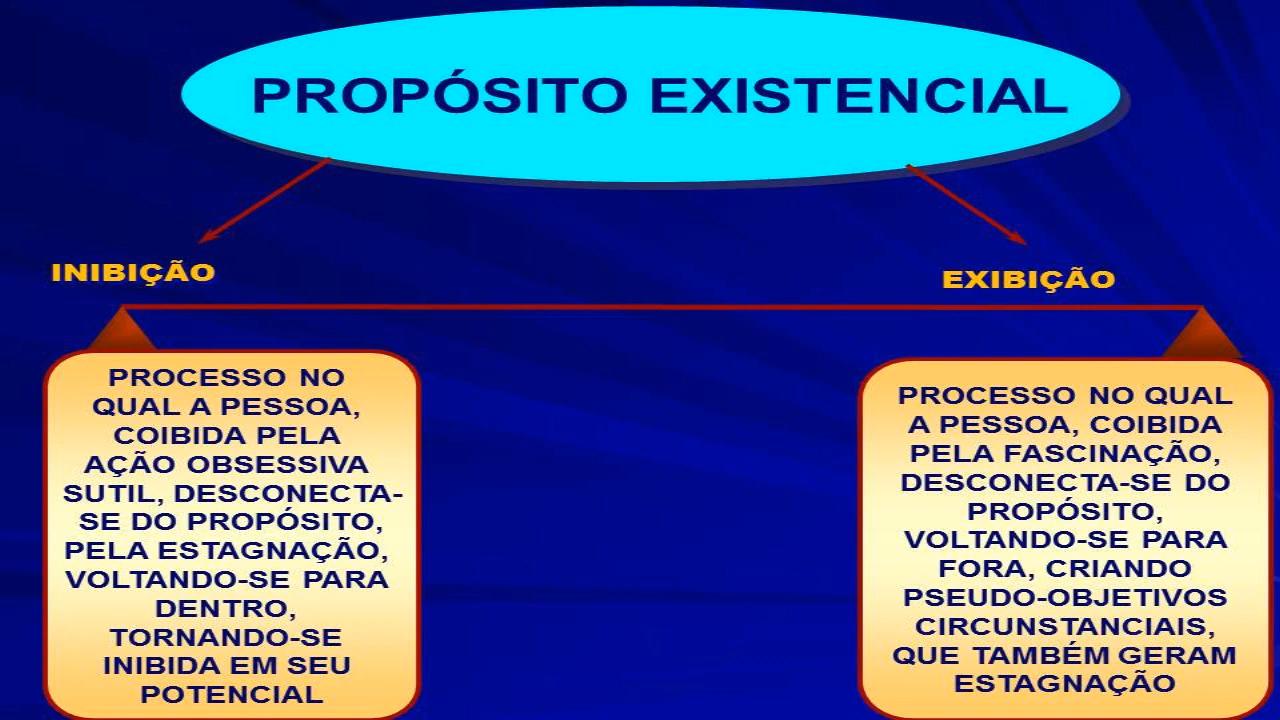 PROPÓSITO EXISTENCIAL
INIBIÇÃO
EXIBIÇÃO
PROCESSO NO
QUAL A PESSOA,
COIBIDA PELA
AÇÃO OBSESSIVA
SUTIL, DESCONECTA-
SE DO PROPÓSITO,
PELA ESTAGNAÇÃO,
VOLTANDO-SE PARA
DENTRO,
TORNANDO-SE
INIBIDA EM SEU
POTENCIAL
PROCESSO NO QUAL
A PESSOA, COIBIDA
PELA FASCINAÇÃO,
DESCONECTA-SE DO
PROPÓSITO,
VOLTANDO-SE PARA
FORA, CRIANDO
PSEUDO-OBJETIVOS
CIRCUNSTANCIAIS,
QUE TAMBÉM GERAM
ESTAGNAÇÃO